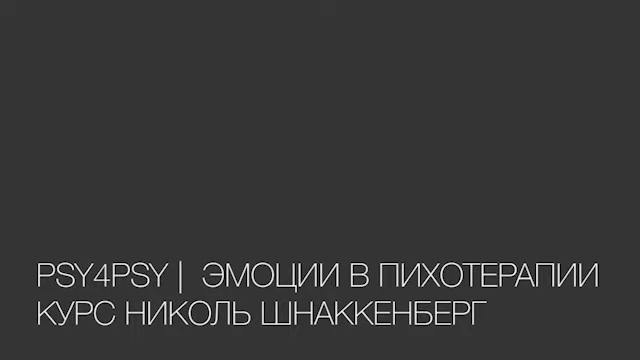 PSY4PSY | ЭМОЦИИ В ПИХОТЕРАПИИ
КУРС НИКОЛЬ ШНАККЕНБЕРГ